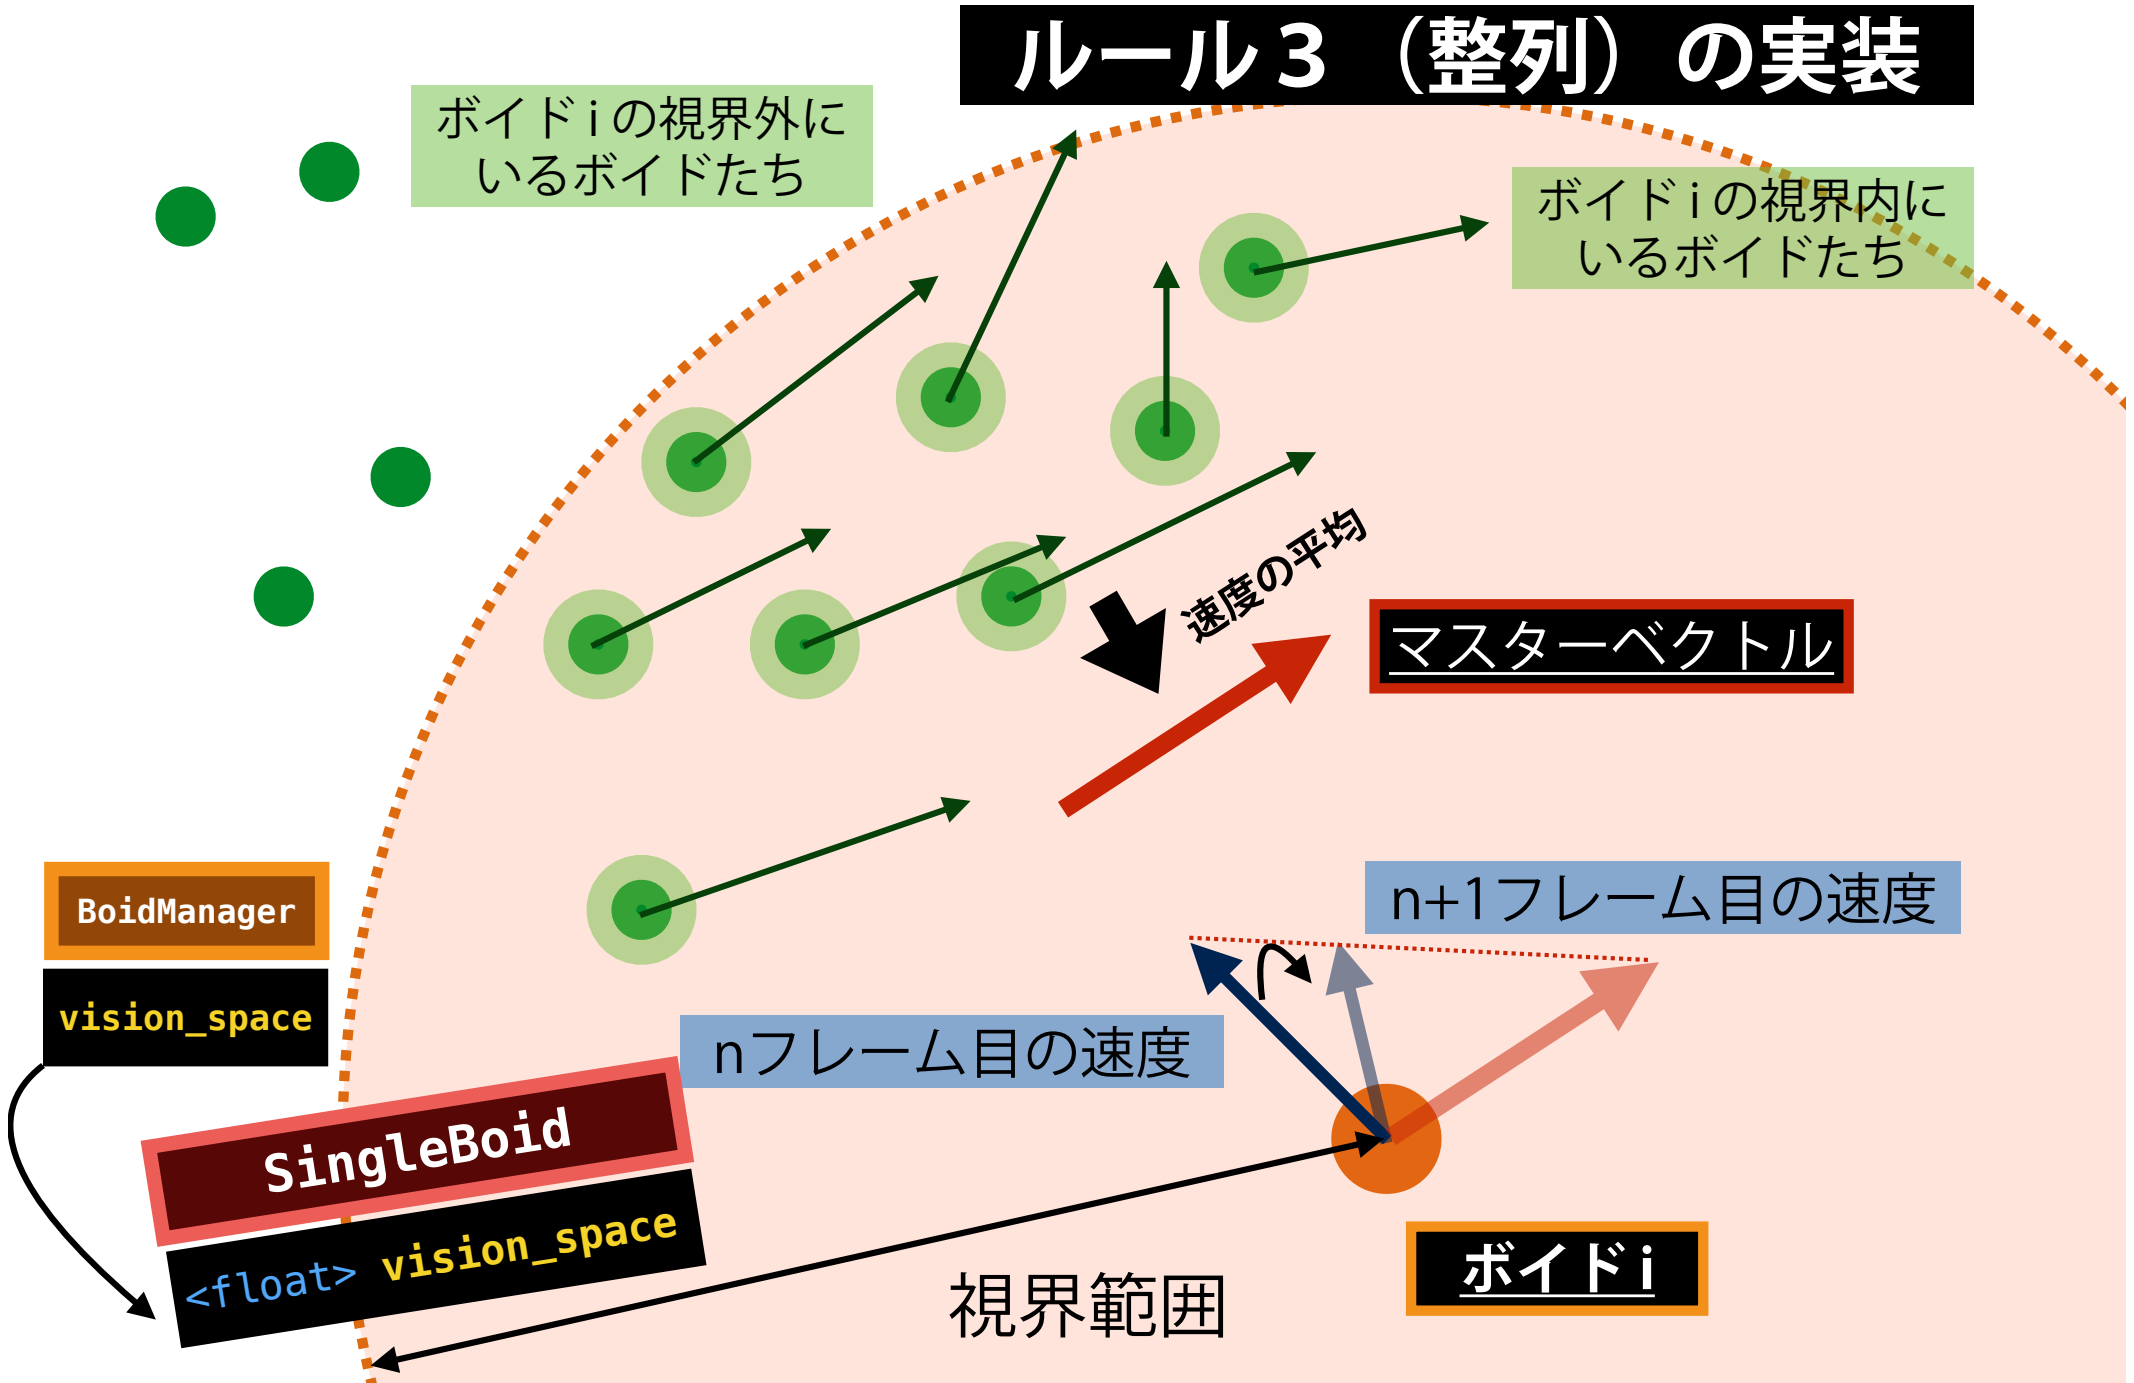 ルール3（整列）の実装
ボイドiの視界外に
いるボイドたち
ボイドiの視界内に
いるボイドたち
速度の平均
マスターベクトル
BoidManager
vision_space
n+1フレーム目の速度
nフレーム目の速度
SingleBoid
<float> vision_space
視界範囲
ボイドi